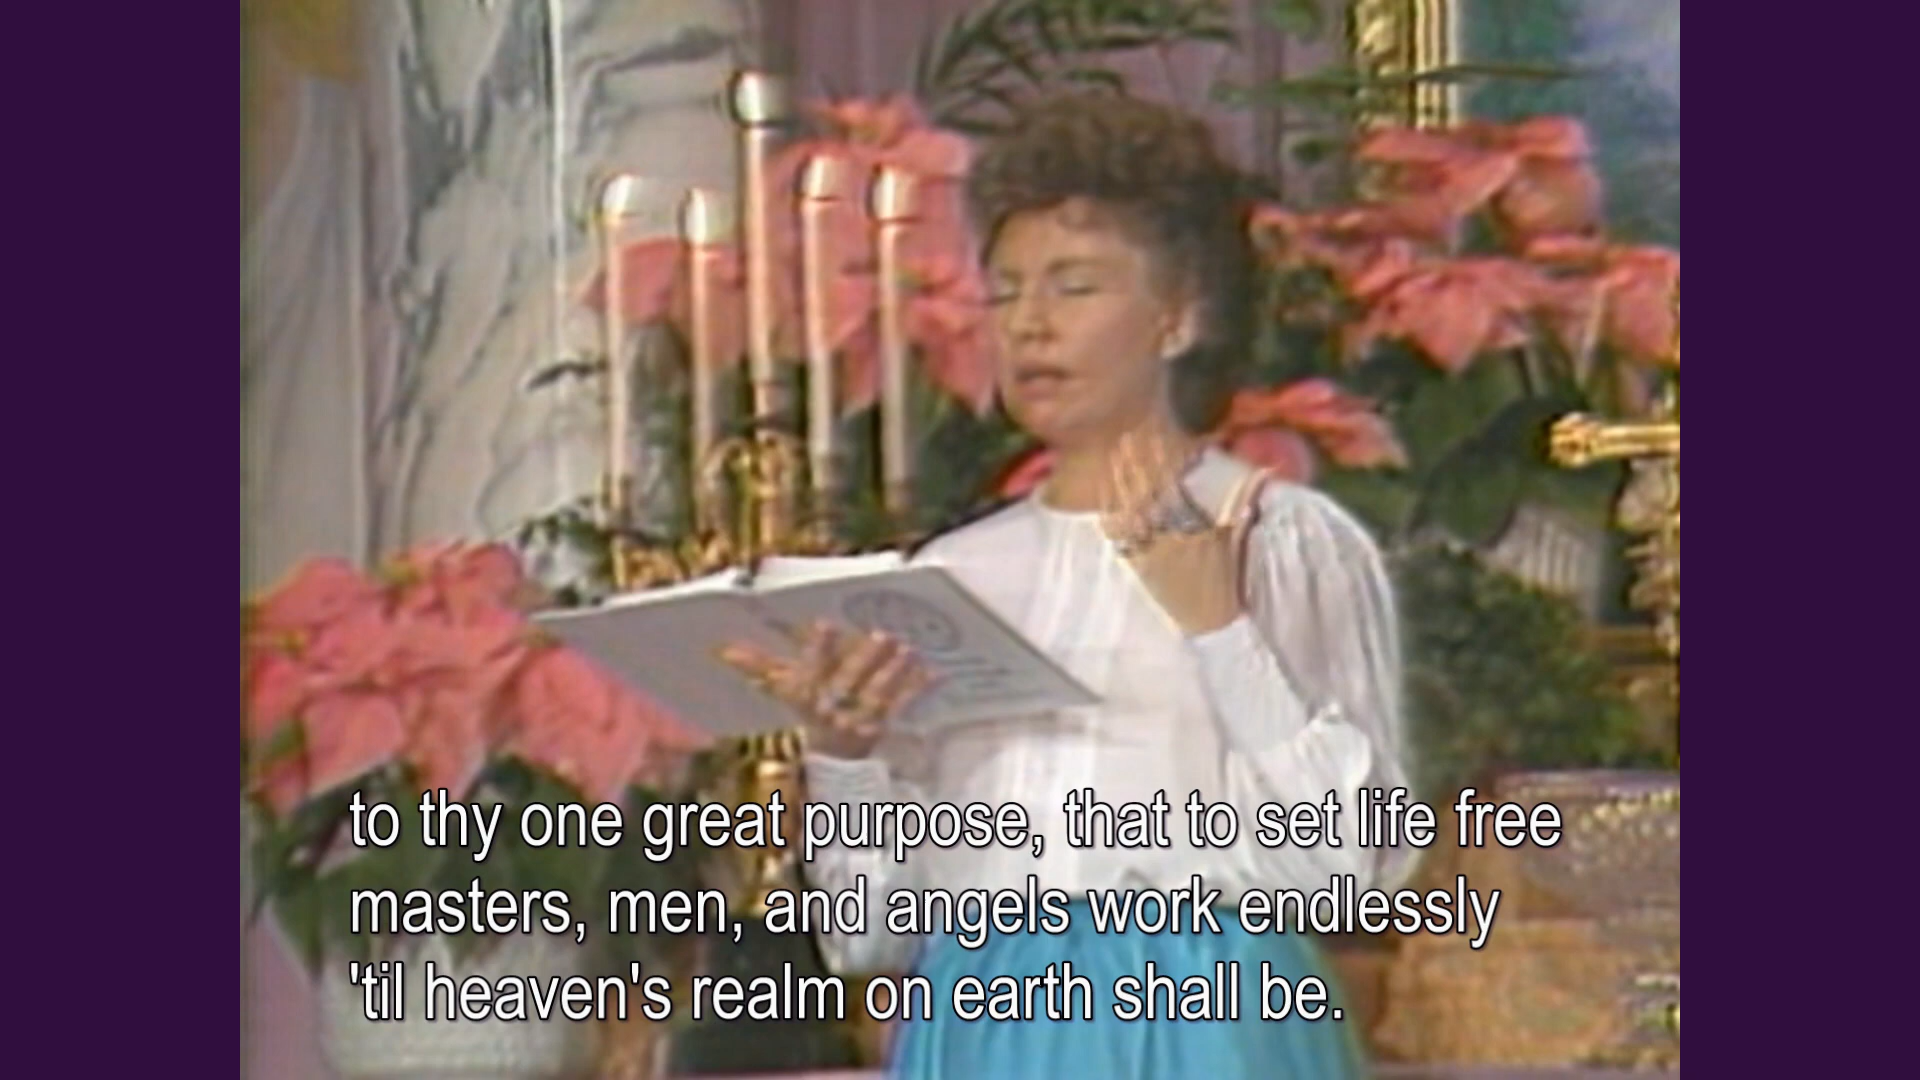 to thy one great purpose, that to set life free
masters, men, and angels work endlessly
'til heaven's realm on earth shall be.